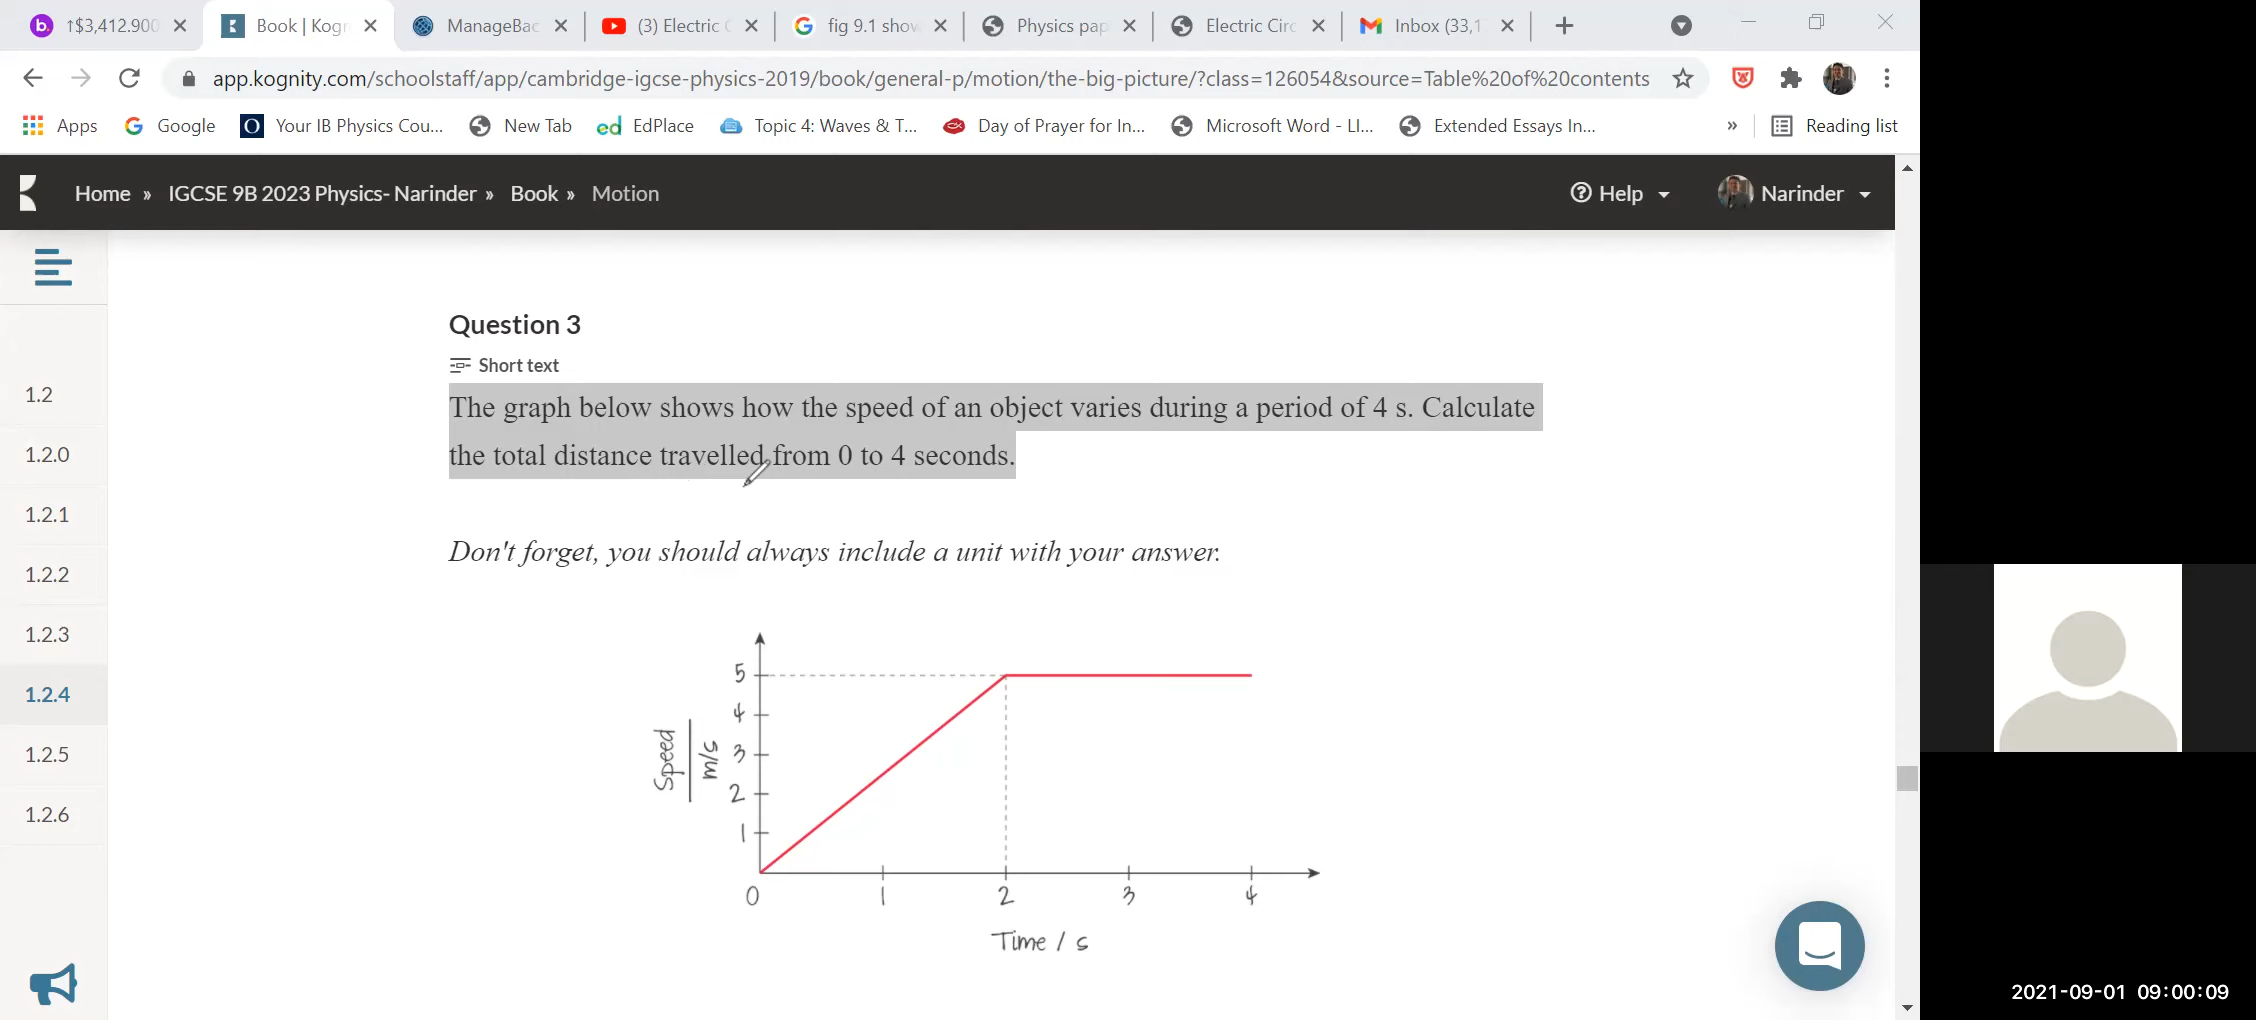 ↑$3,412.900
Book | Kogn
ManageBac
(3) Electric C
fig 9.1 show
Physics pap
Electric Circ
Inbox (33,1
app.kognity.com/schoolstaff/app/cambridge-igcse-physics-2019/book/general-p/motion/the-big-picture/?class=126054&source=Table%20of%20contents
Apps
Google
Your IB Physics Cou...
New Tab
ed EdPlace
Topic 4: Waves & T...
Day of Prayer for In...
Microsoft Word - LI...
Extended Essays In...
»
Reading list
Home » IGCSE 9B 2023 Physics- Narinder » Book » Motion
Help
Narinder
1.2
1.2.0
1.2.1
1.2.2
1.2.3
1.2.4
1.2.5
1.2.6
Question 3
Short text
The graph below shows how the speed of an object varies during a period of 4 s. Calculate
the total distance travelled from 0 to 4 seconds.
Don't forget, you should always include a unit with your answer.
Speed
m/s
5
4
3
2
1
0 1 2 3 4
Time / s
2021-09-01 09:00:09